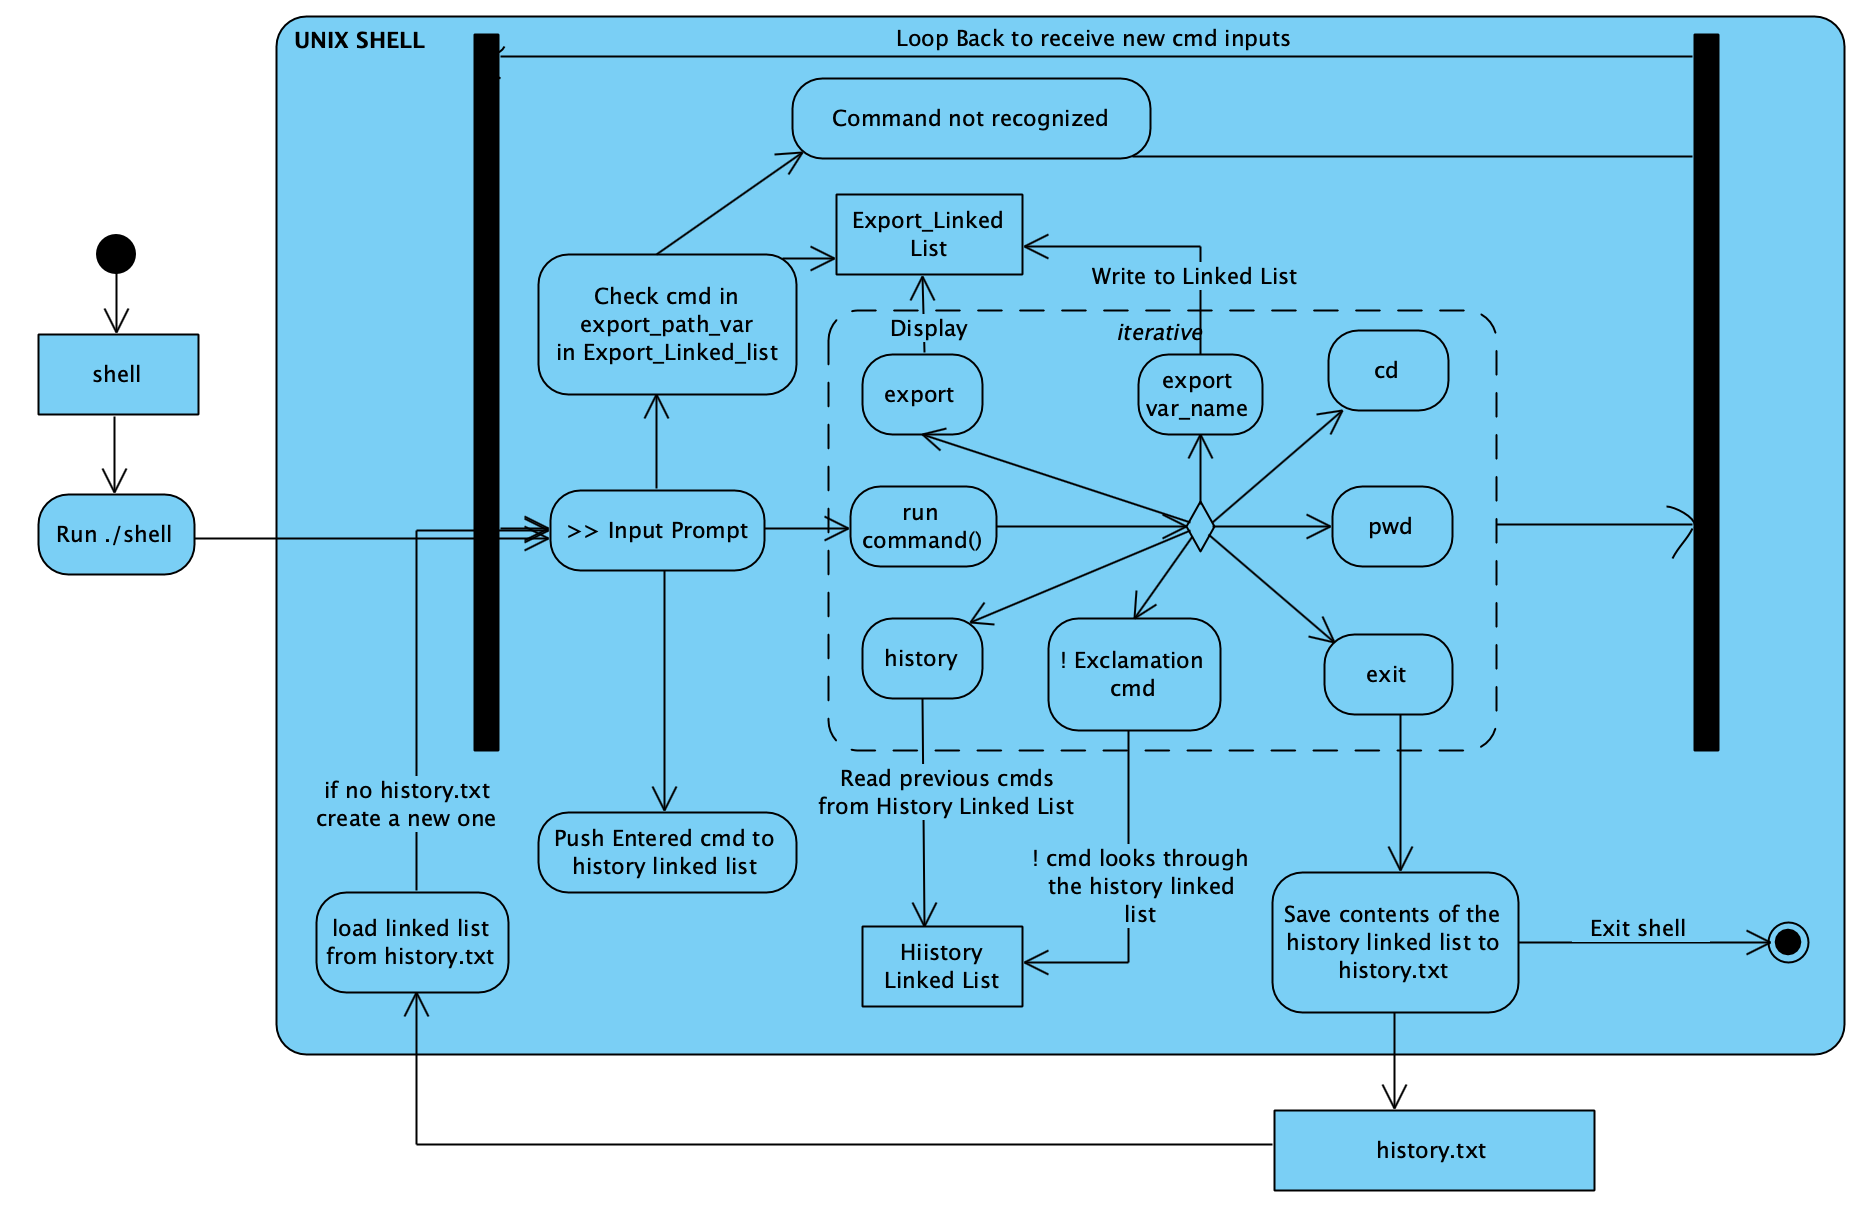 UNIX SHELL
Loop Back to receive new cmd inputs
Command not recognized
Export_Linked
List
Write to Linked List
Check cmd in
export_path_var
in Export_Linked_list
Display
iterative
shell
export
export
var_name
cd
Run ./shell
>> Input Prompt
run
command()
pwd
history
! Exclamation
cmd
exit
if no history.txt
create a new one
Read previous cmds
from History Linked List
Push Entered cmd to
history linked list
! cmd looks through
the history linked
list
load linked list
from history.txt
Hiistory
Linked List
Save contents of the
history linked list to
history.txt
Exit shell
history.txt